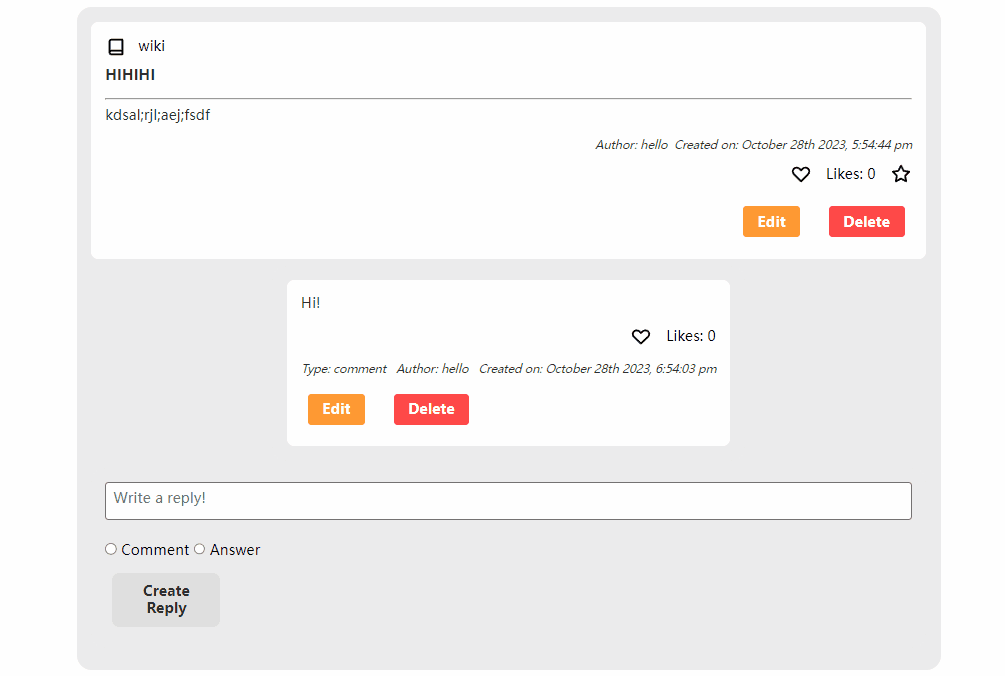 wiki
HIHIHI
kdsal;rjl;aej;fsdf
Author: hello Created on: October 28th 2023, 5:54:44 pm
Likes: 0
Edit Delete
Hi!
Likes: 0
Type: comment Author: hello Created on: October 28th 2023, 6:54:03 pm
Edit Delete
Write a reply!
Comment Answer
Create
Reply